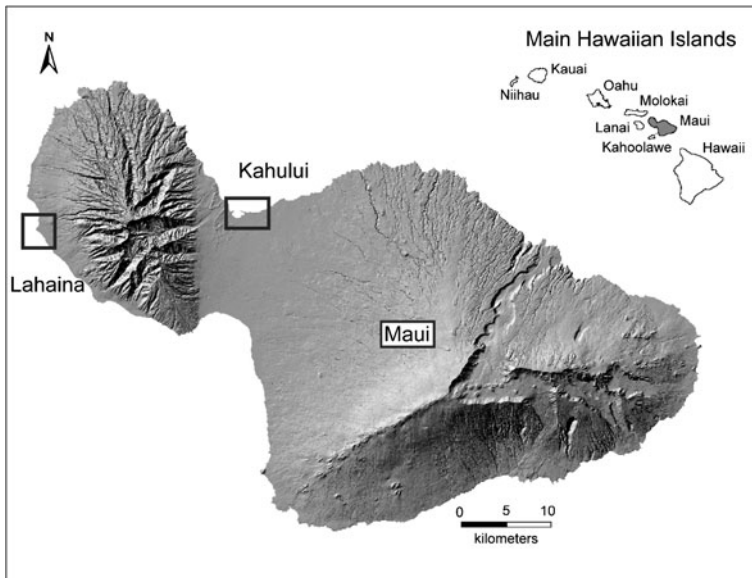 N
Main Hawaiian Islands
Kauai
Niihau
Oahu
Molokai
Lanai
Maui
Kahoolawe
Hawaii
Kahului
Lahaina
Maui
0 5 10
kilometers